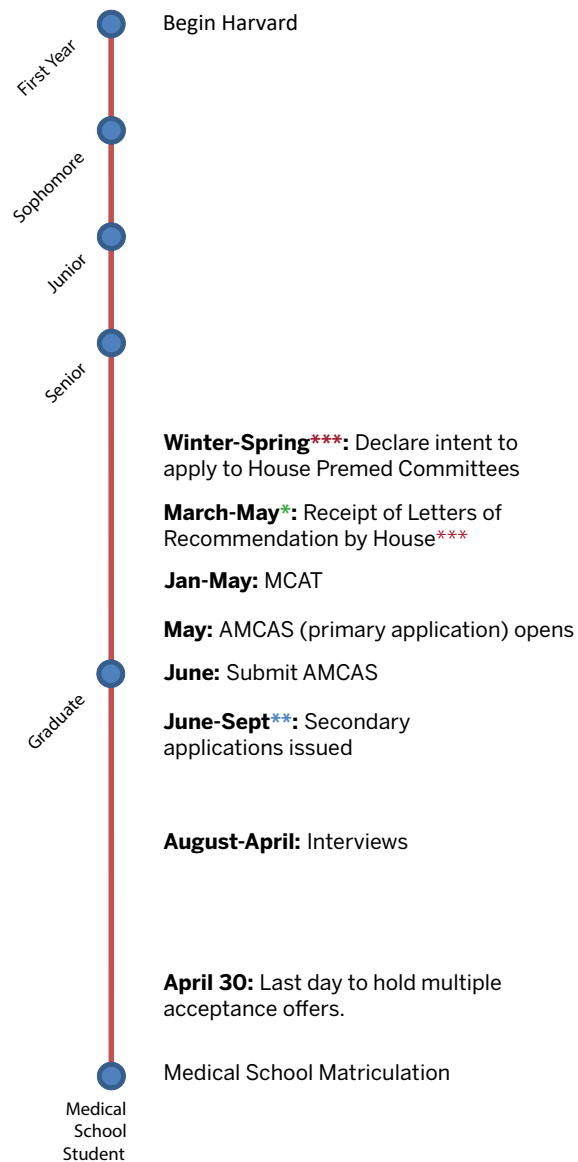 Begin Harvard
First Year
Sophomore
Junior
Senior
Winter-Spring***: Declare intent to
apply to House Premed Committees
March-May*: Receipt of Letters of
Recommendation by House***
Jan-May: MCAT
May: AMCAS (primary application) opens
June: Submit AMCAS
Graduate
June-Sept**: Secondary
applications issued
August-April: Interviews
April 30: Last day to hold multiple
acceptance offers.
Medical School Matriculation
Medical
School
Student